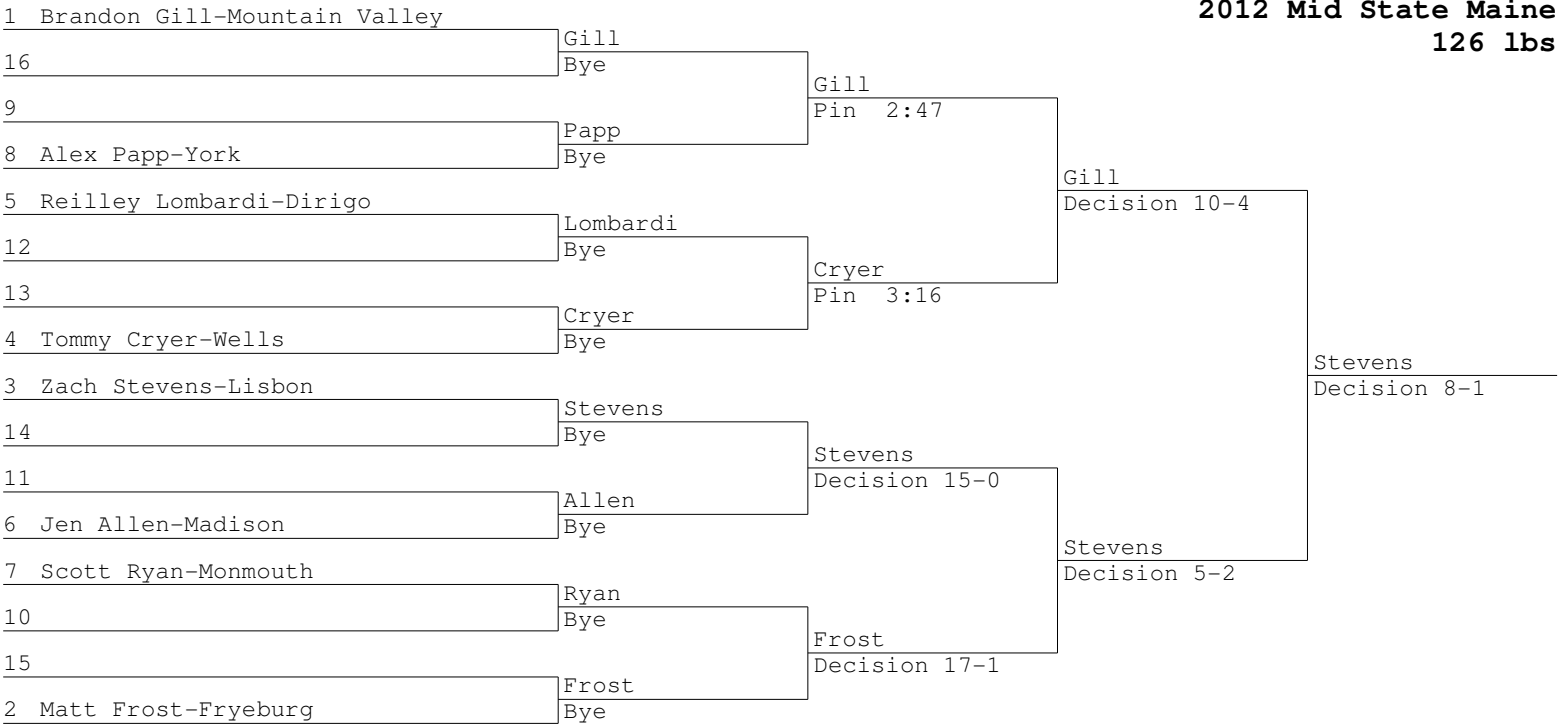 2012 Mid State Maine
126 lbs
1 Brandon Gill-Mountain Valley
Gill
16
Bye
Gill
9
Pin 2:47
Papp
8 Alex Papp-York
Bye
Gill
5 Reilley Lombardi-Dirigo
Decision 10-4
Lombardi
12
Bye
Cryer
13
Pin 3:16
Cryer
4 Tommy Cryer-Wells
Bye
Stevens
3 Zach Stevens-Lisbon
Decision 8-1
Stevens
14
Bye
Stevens
11
Decision 15-0
Allen
6 Jen Allen-Madison
Bye
Stevens
7 Scott Ryan-Monmouth
Decision 5-2
Ryan
10
Bye
Frost
15
Decision 17-1
Frost
2 Matt Frost-Fryeburg
Bye